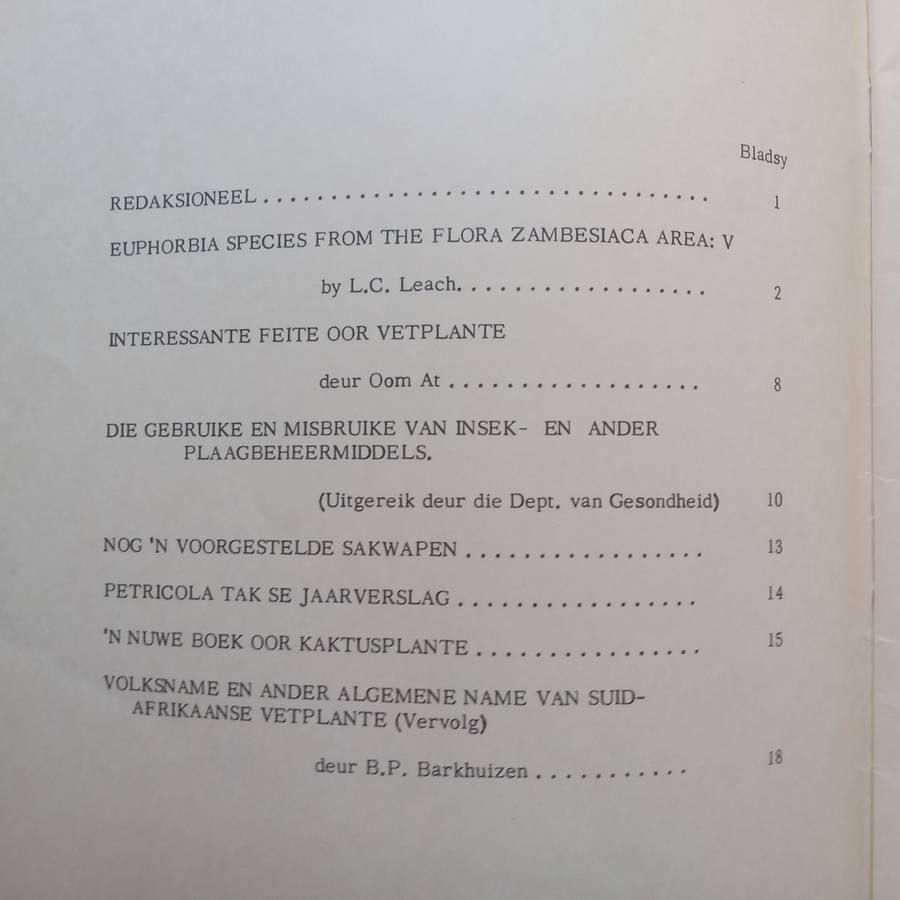 Bladsy
REDAKSIONEEL . . . . . . . . . . . . . . . . . . . . . . . . . . . . . . . 1
EUPHORBIA SPECIES FROM THE FLORA ZAMBESIACA AREA: V
by L.C. Leach. . . . . . . . . . . . . . . . . . 2
INTERESSANTE FEITE OOR VETPLANTE
deur Oom At . . . . . . . . . . . . . . . . . . 8
DIE GEBRUIKE EN MISBRUIKE VAN INSEK- EN ANDER
PLAAGBEHEERMIDDELS.
(Uitgereik deur die Dept. van Gesondheid) 10
NOG 'N VOORGESTELDE SAKWAPEN . . . . . . . . . . . . . . . . . 13
PETRICOLA TAK SE JAARVERSLAG . . . . . . . . . . . . . . . . . 14
'N NUWE BOEK OOR KAKTUSPLANTE . . . . . . . . . . . . . . . . 15
VOLKSNAME EN ANDER ALGEMENE NAME VAN SUID-
AFRIKAANSE VETPLANTE (Vervolg)
deur B.P. Barkhuizen . . . . . . . . . . . 18